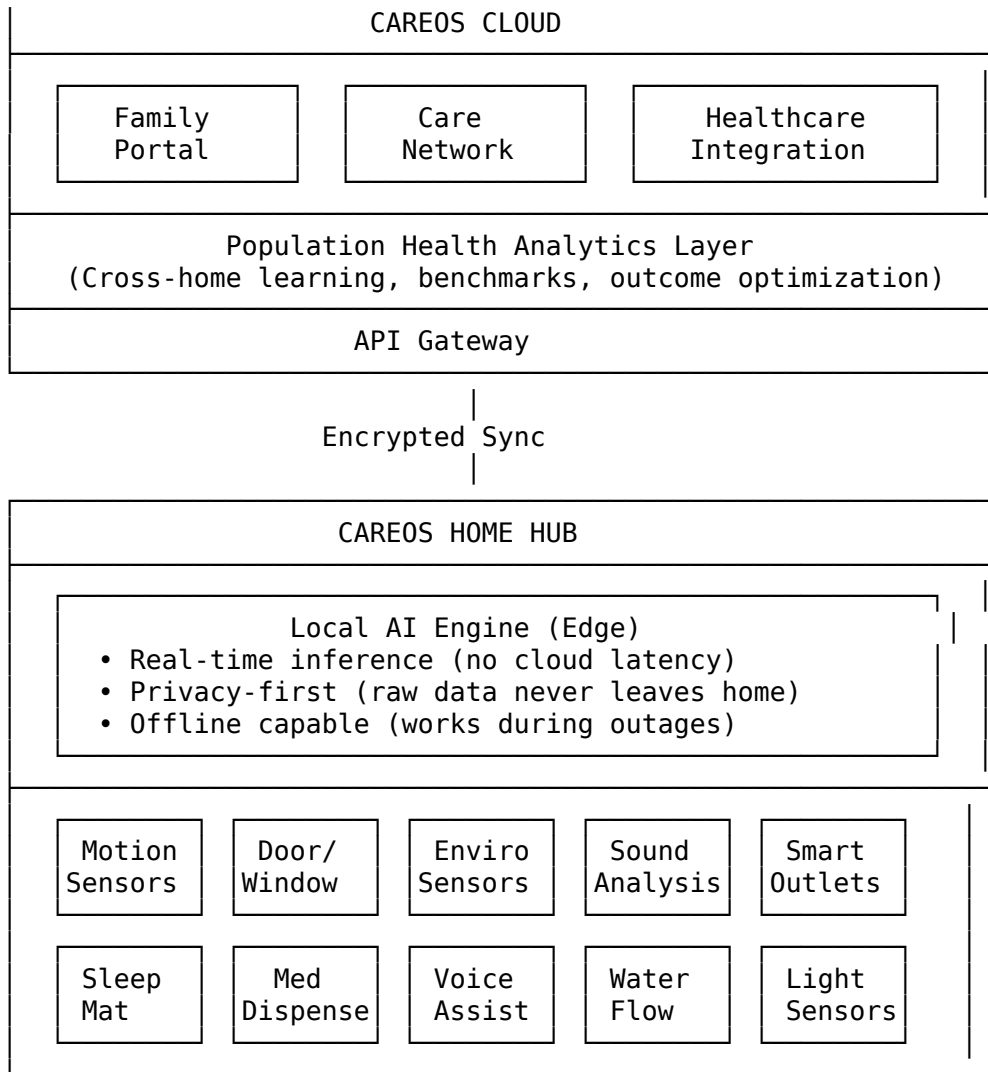 CAREOS CLOUD
Family Care Healthcare
Portal Network Integration
Population Health Analytics Layer
(Cross-home learning, benchmarks, outcome optimization)
API Gateway
Encrypted Sync
CAREOS HOME HUB
Local AI Engine (Edge)
• Real-time inference (no cloud latency)
• Privacy-first (raw data never leaves home)
• Offline capable (works during outages)
Motion Door/ Enviro Sound Smart
Sensors Window Sensors Analysis Outlets
Sleep Med Voice Water Light
Mat Dispense Assist Flow Sensors